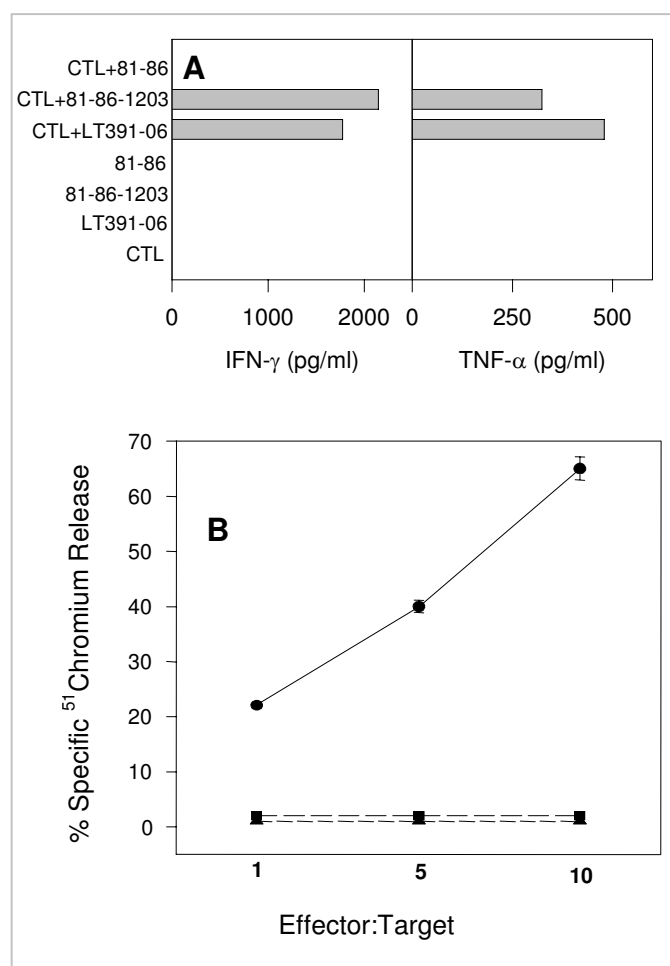 A
CTL+81-86
CTL+81-86-1203
CTL+LT391-06
81-86
81-86-1203
LT391-06
CTL
0 1000 2000 0 250 500
IFN-γ (pg/ml) TNF-α (pg/ml)
B
% Specific ⁵¹Chromium Release
70
60
50
40
30
20
10
0
1 5 10
Effector:Target